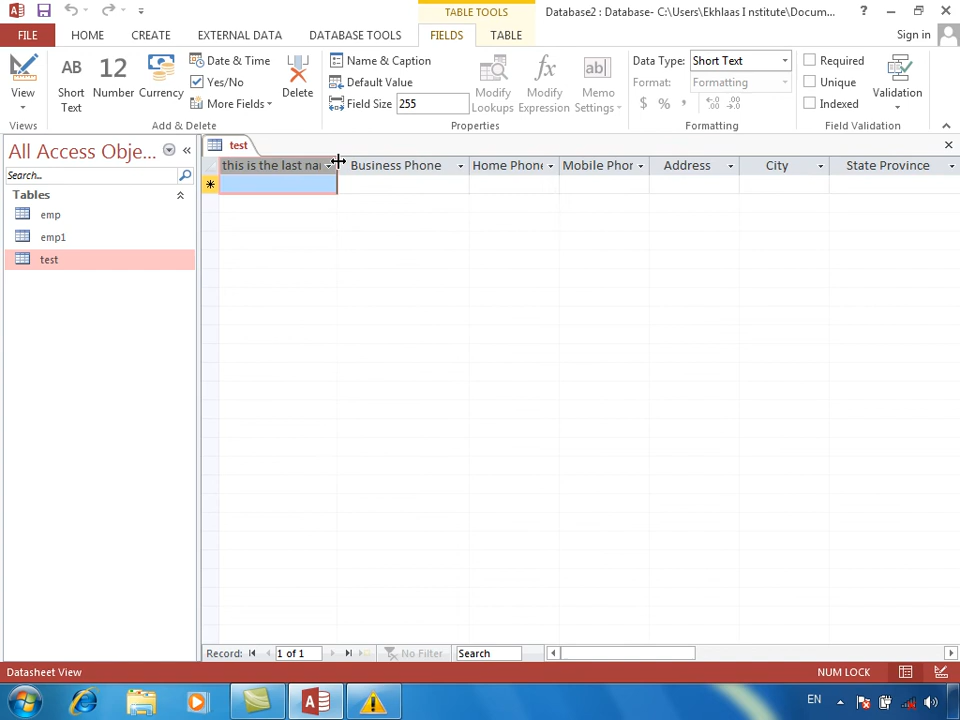 TABLE TOOLS
Database2 : Database- C:\Users\Ekhlaas I nstitute\Docum...
?
FILE
HOME
CREATE
EXTERNAL DATA
DATABASE TOOLS
FIELDS
TABLE
Sign in
View
Views
AB
Short
Text
12
Number
Currency
Date & Time
Yes/No
More Fields
Delete
Add & Delete
Name & Caption
Default Value
Field Size 255
Modify
Lookups
fx
Modify
Expression
ab
Memo
Settings
Properties
Data Type: Short Text
Format: Formatting
$ %
Formatting
Required
Unique
Indexed
Validation
Field Validation
All Access Obje...
Search...
Tables
emp
emp1
test
test
this is the last nar
Business Phone
Home Phone
Mobile Phor
Address
City
State Province
Record: 1 of 1
No Filter
Search
Datasheet View
NUM LOCK
EN